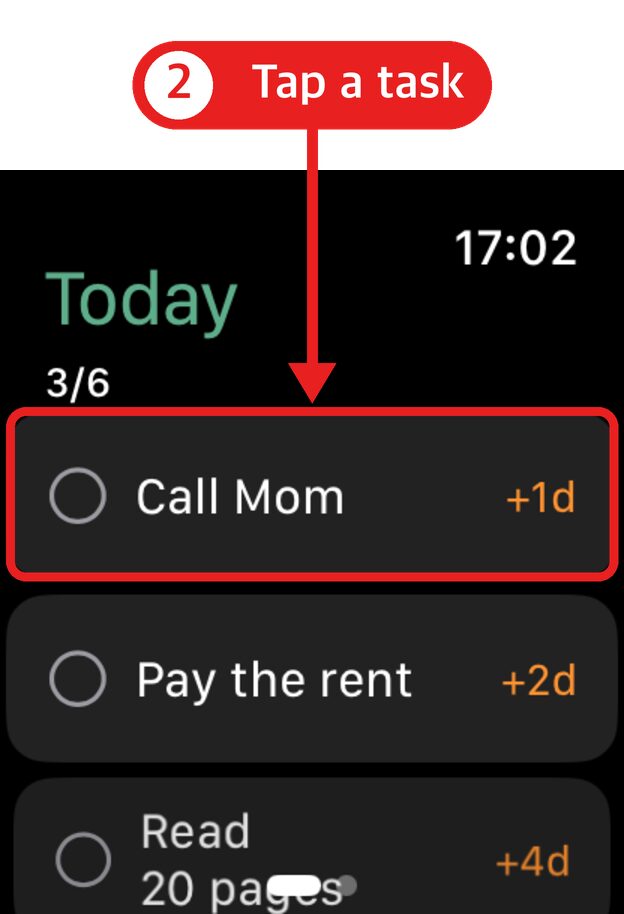 2 Tap a task
17:02
Today
3/6
Call Mom +1d
Pay the rent +2d
Read
20 pages +4d